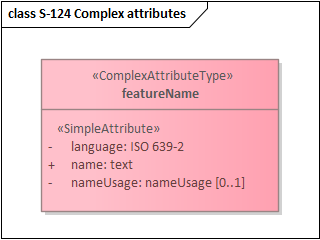 class S-124 Complex attributes
«ComplexAttributeType»
featureName
«SimpleAttribute»
- language: ISO 639-2
+ name: text
- nameUsage: nameUsage [0..1]